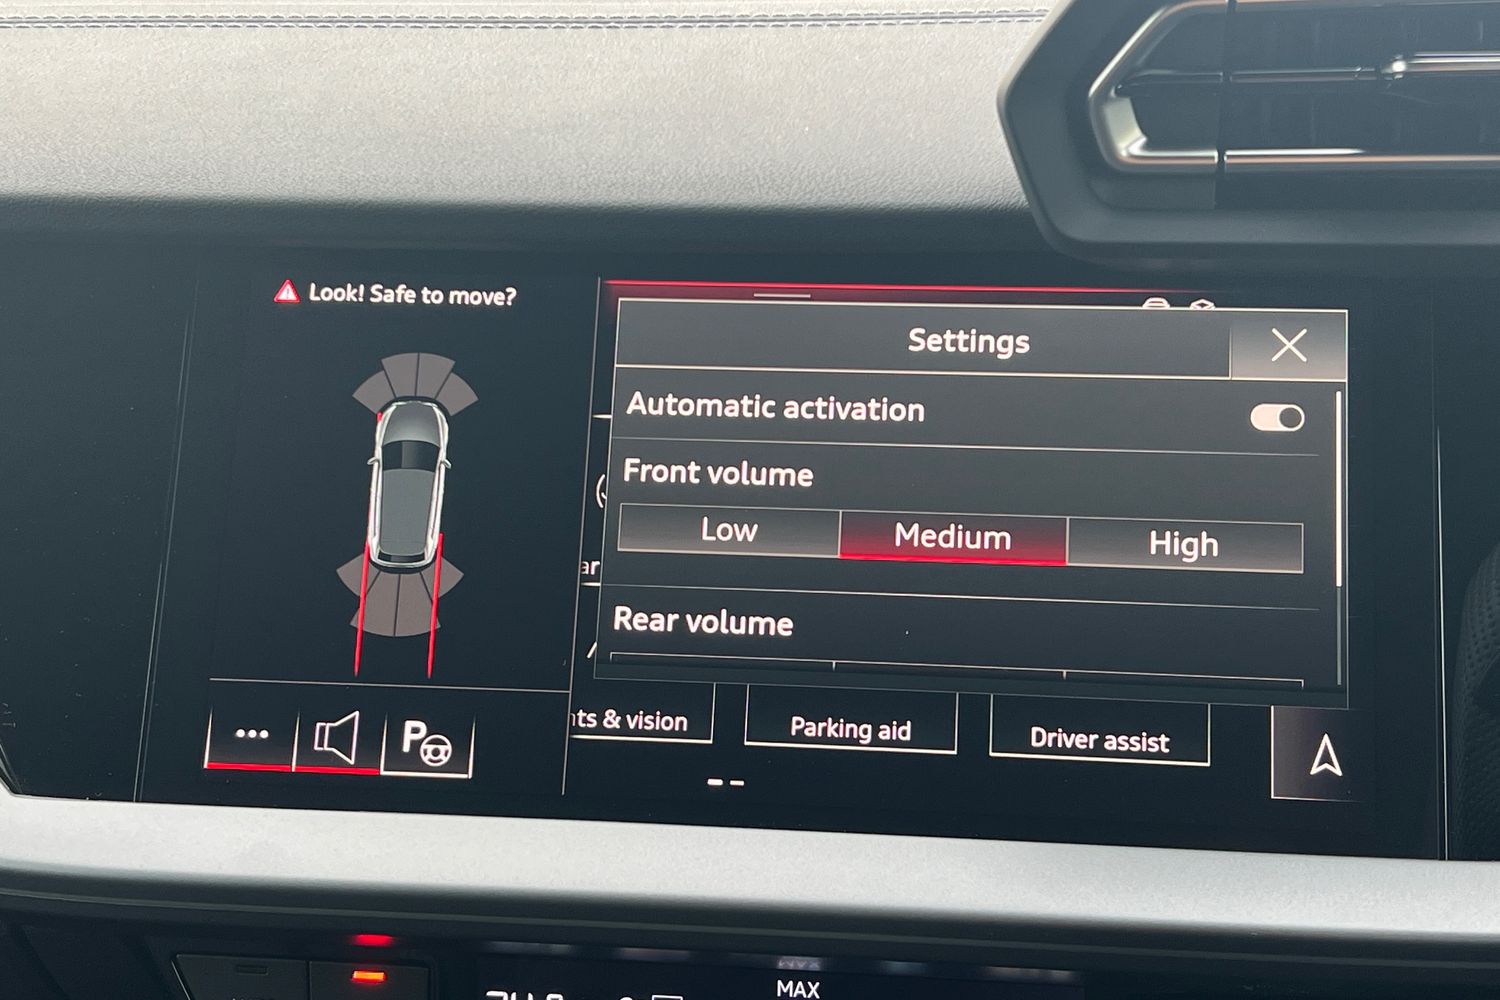 Look! Safe to move?
Settings
Automatic activation
Front volume
Low Medium High
Rear volume
& vision
Parking aid
Driver assist
P
MAX